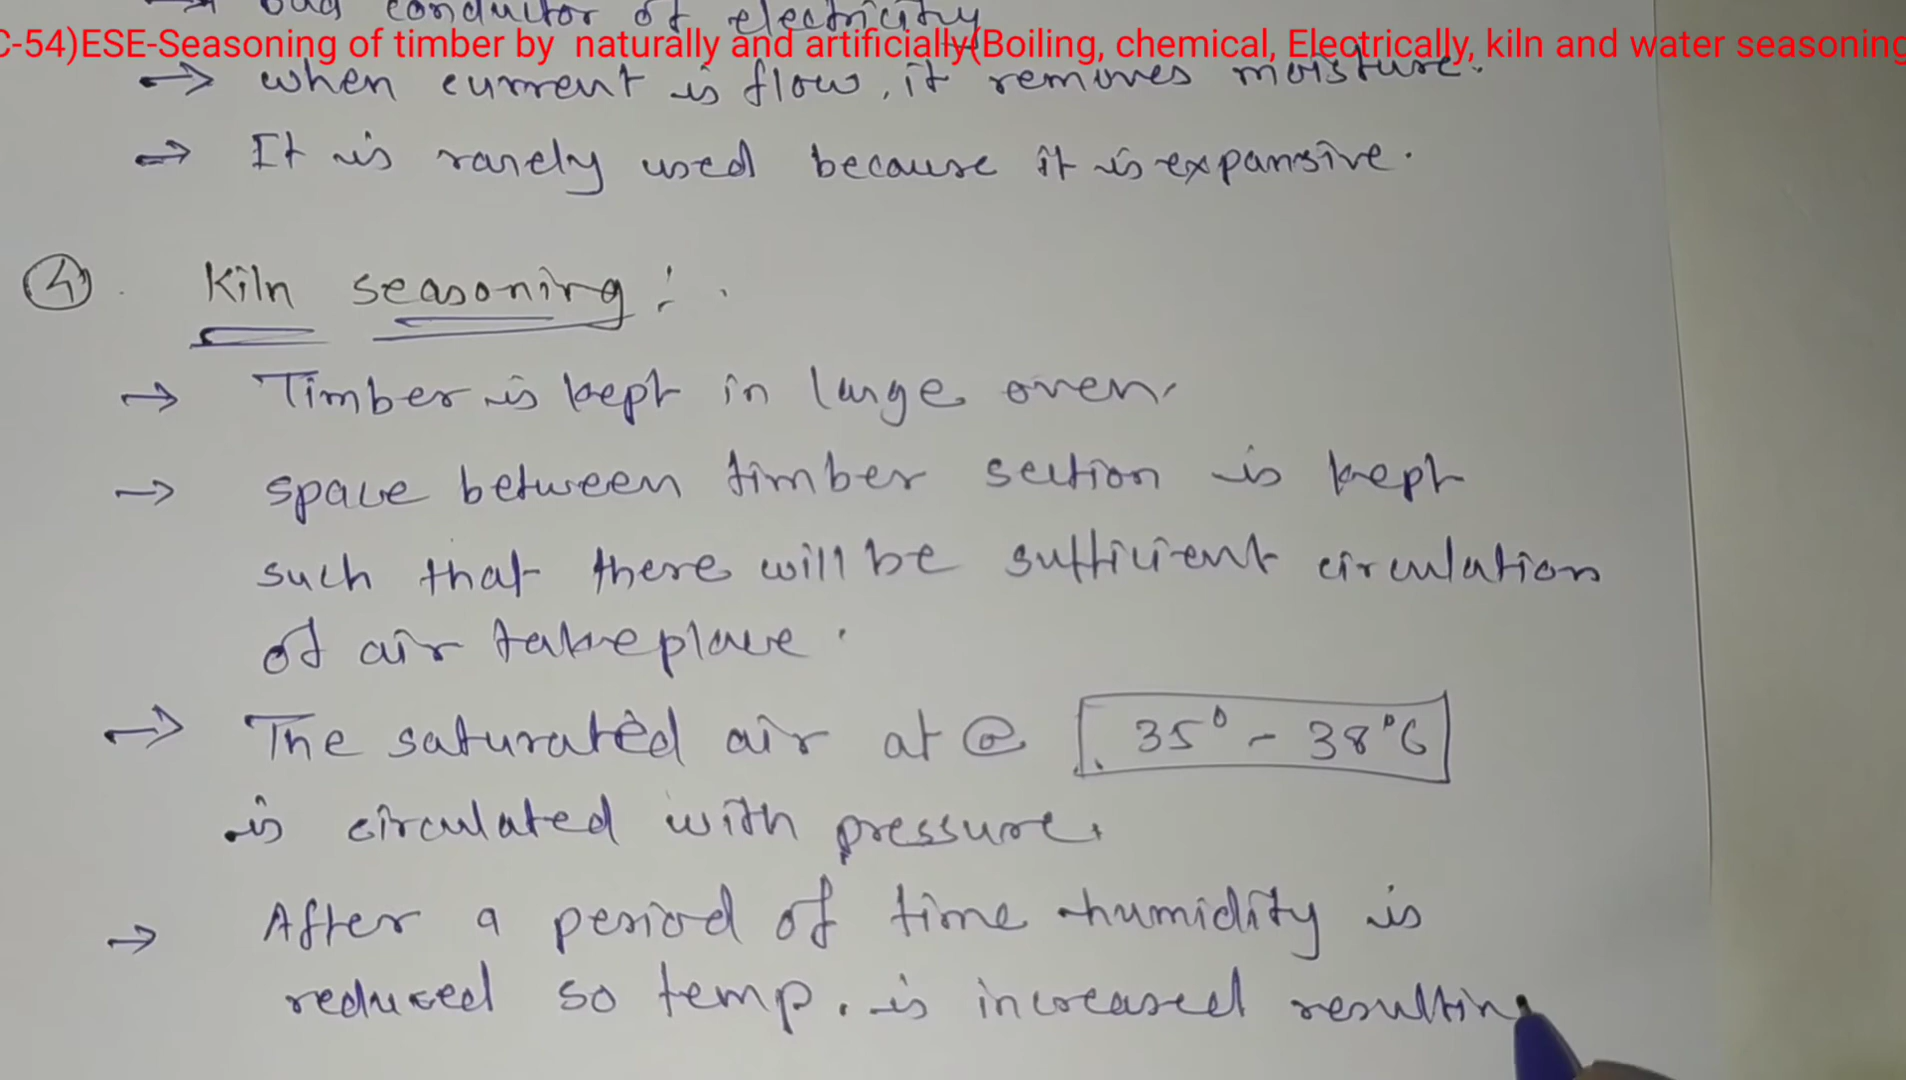 → bad conductor of electricity
C-54)ESE-Seasoning of timber by naturally and artificially(Boiling, chemical, Electrically, kiln and water seasoning
→ when current is flow, it removes moisture.
→ It is rarely used because it is expansive.
④ Kiln seasoning :
→ Timber is kept in large oven.
→ space between timber section is kept
such that there will be sufficient circulation
of air take place.
→ The saturated air at @ 35° - 38°C
is circulated with pressure.
→ After a period of time humidity is
reduced so temp. is increased resultin